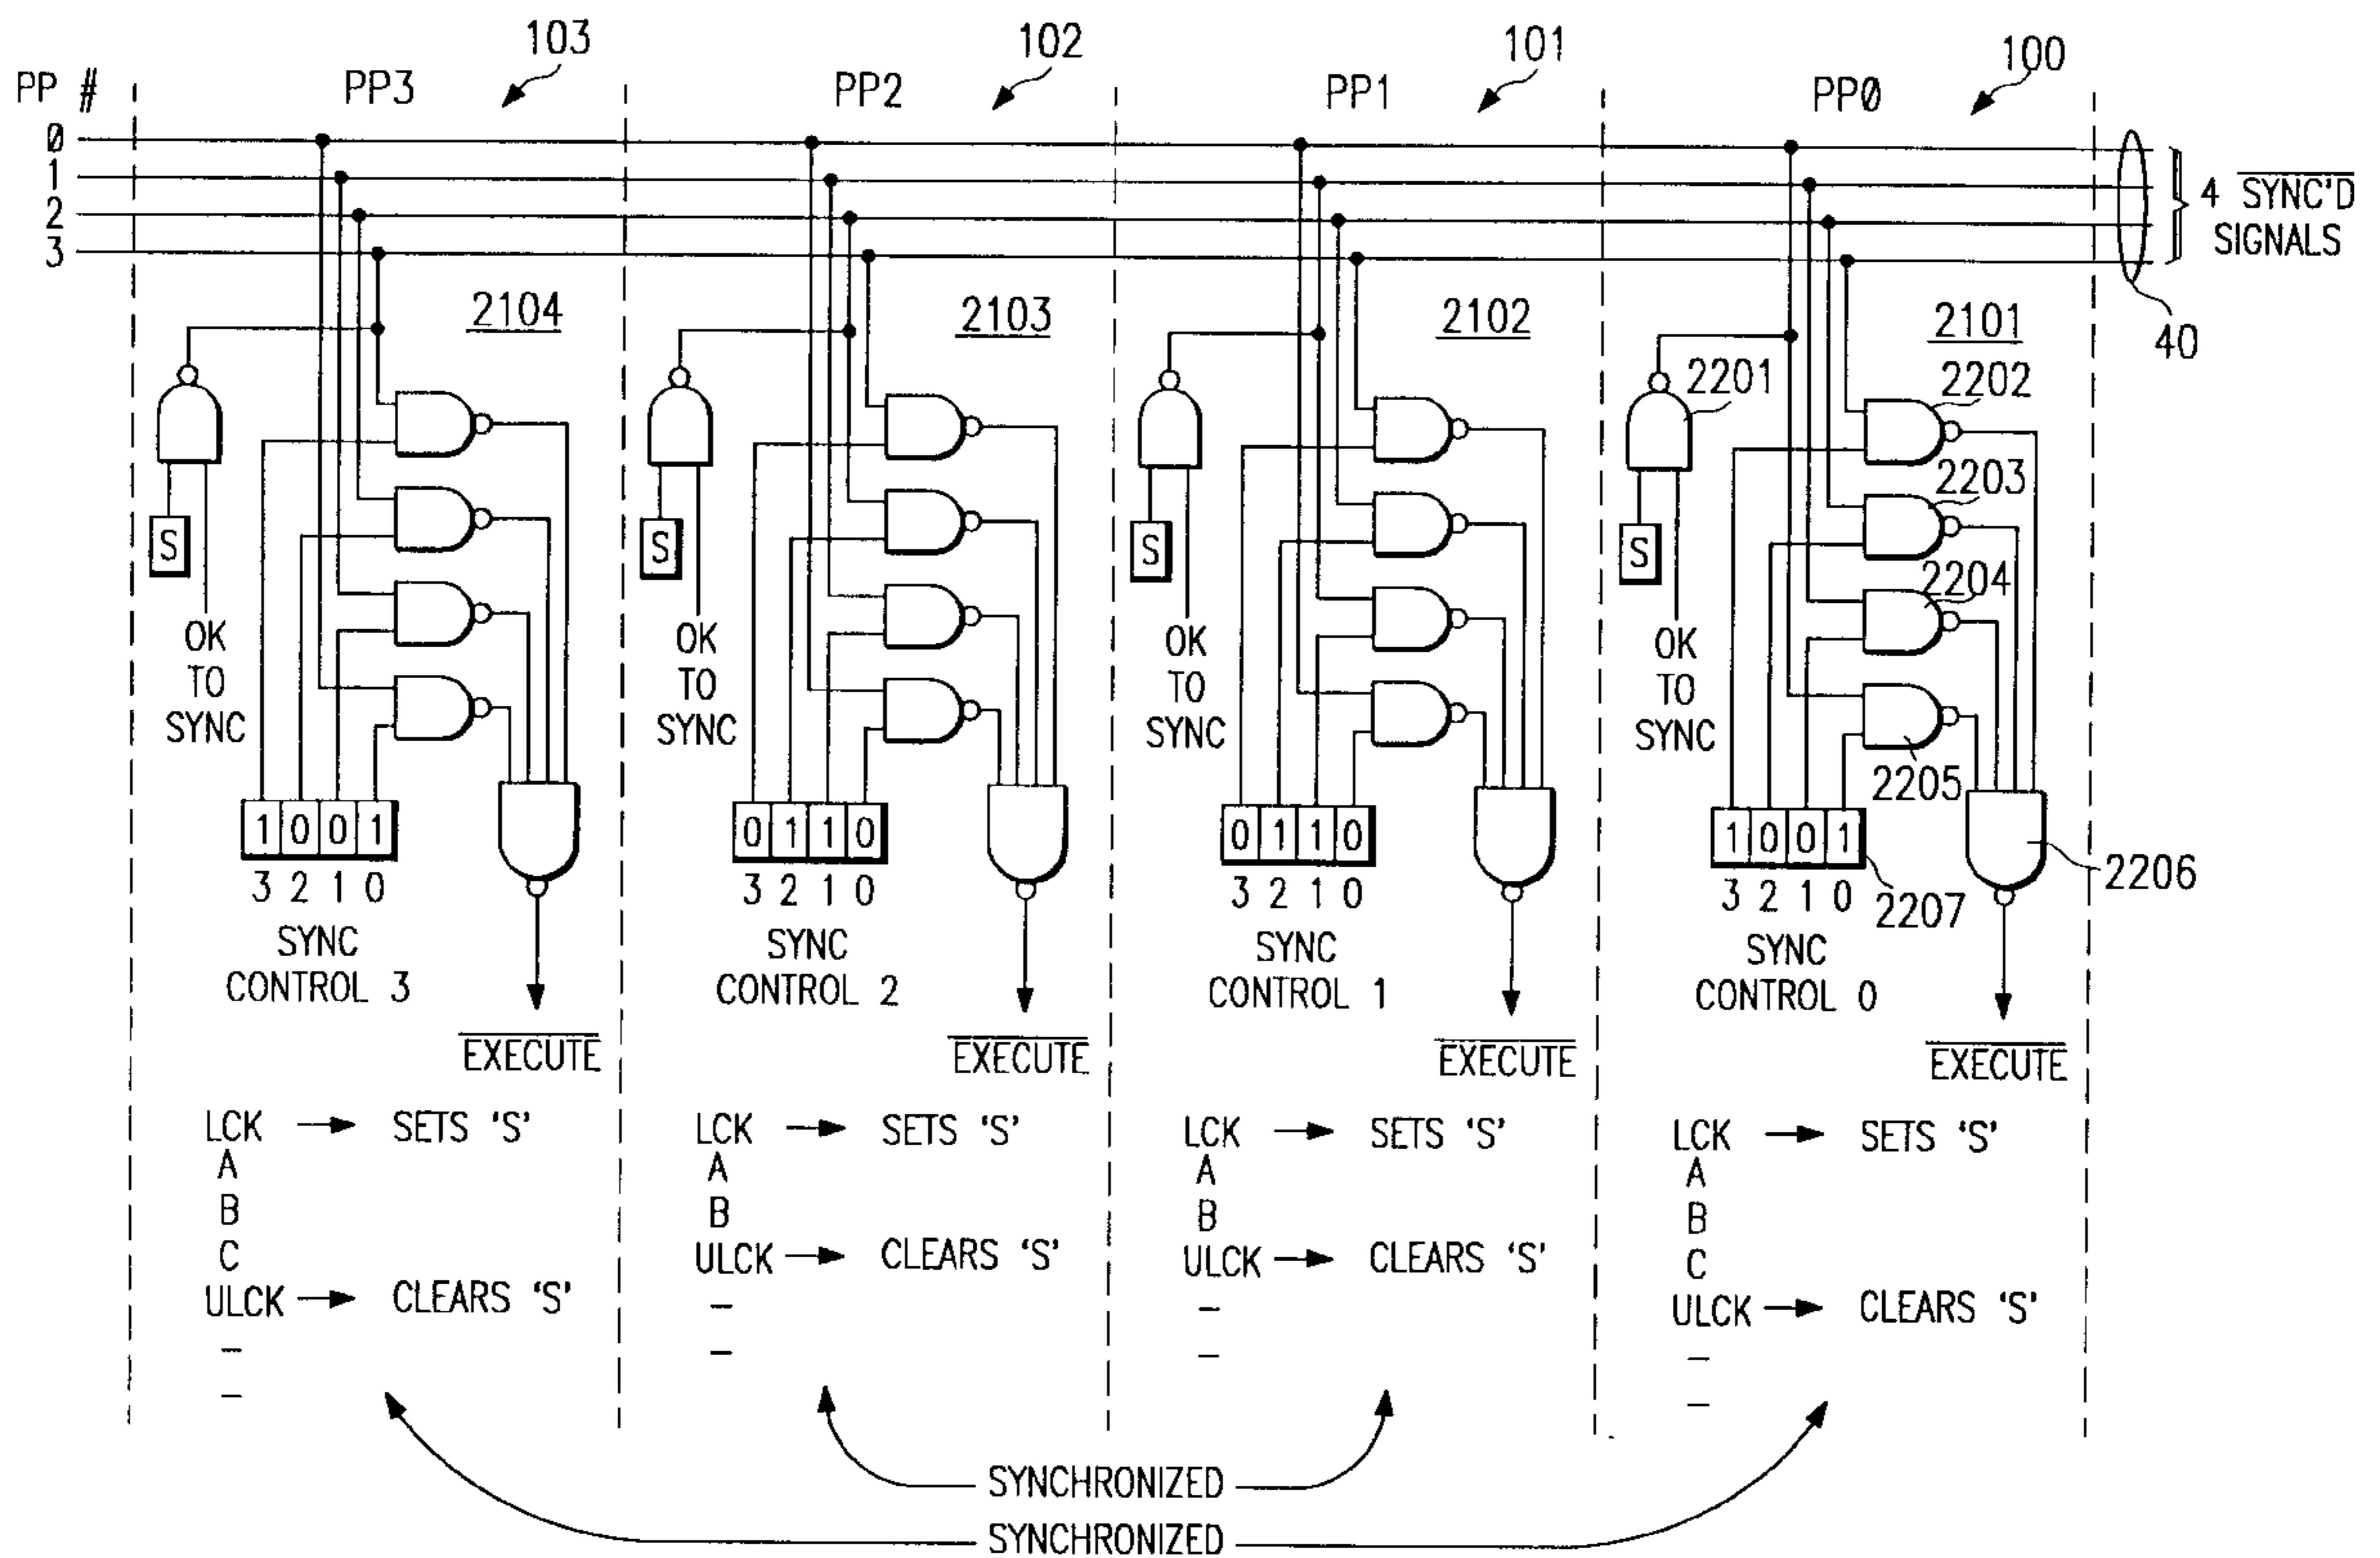 103 102 101 100
PP # PP3 PP2 PP1 PP0
0
1
2
3
4 SYNC'D
SIGNALS
40
2104 2103 2102 2101
2201 2202
2203
2204
2205
2206
2207
S S S S
OK OK OK OK
TO TO TO TO
SYNC SYNC SYNC SYNC
1 0 0 1 0 1 1 0 0 1 1 0 1 0 0 1
3 2 1 0 3 2 1 0 3 2 1 0 3 2 1 0
SYNC SYNC SYNC SYNC
CONTROL 3 CONTROL 2 CONTROL 1 CONTROL 0
EXECUTE EXECUTE EXECUTE EXECUTE
LCK SETS 'S' LCK SETS 'S' LCK SETS 'S' LCK SETS 'S'
A A A A
B B B B
C ULCK CLEARS 'S' ULCK CLEARS 'S' C
ULCK CLEARS 'S' – – ULCK CLEARS 'S'
– – – –
– –
SYNCHRONIZED
SYNCHRONIZED